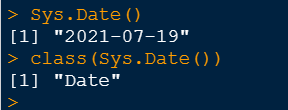 > Sys.Date()
[1] "2021-07-19"
> class(Sys.Date())
[1] "Date"
>